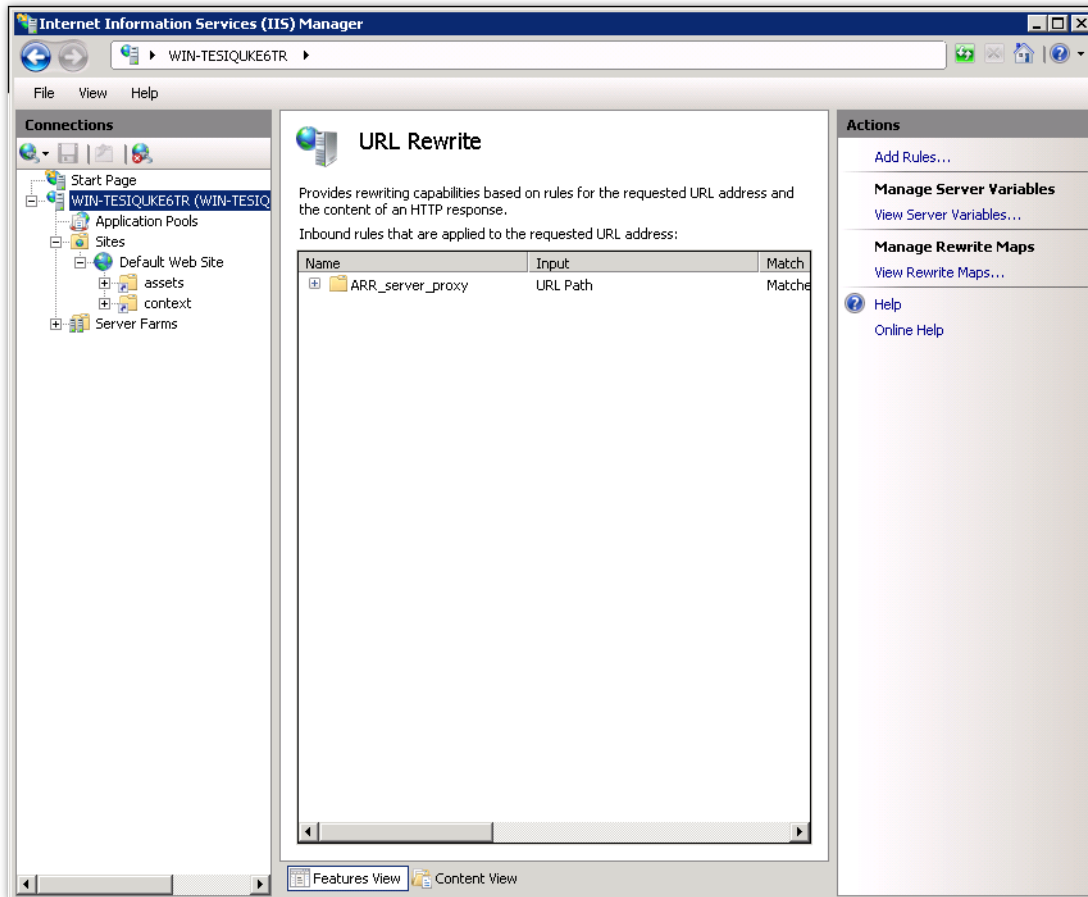 Internet Information Services (IIS) Manager
WIN-TESIQUKE6TR
File View Help
Connections
Start Page
WIN-TESIQUKE6TR (WIN-TESIQ
Application Pools
Sites
Default Web Site
assets
context
Server Farms
URL Rewrite
Provides rewriting capabilities based on rules for the requested URL address and
the content of an HTTP response.
Inbound rules that are applied to the requested URL address:
Name Input Match
ARR_server_proxy URL Path Matche
Features View Content View
Actions
Add Rules...
Manage Server Variables
View Server Variables...
Manage Rewrite Maps
View Rewrite Maps...
Help
Online Help